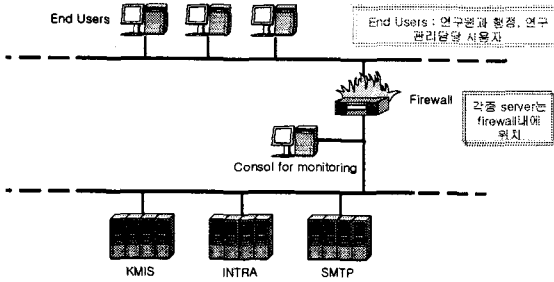 End Users
End Users : 연구원과 행정, 연구
관리담당 사용자
Firewall
각종 server는
firewall내에
위치
Consol for monitoring
KMIS
INTRA
SMTP